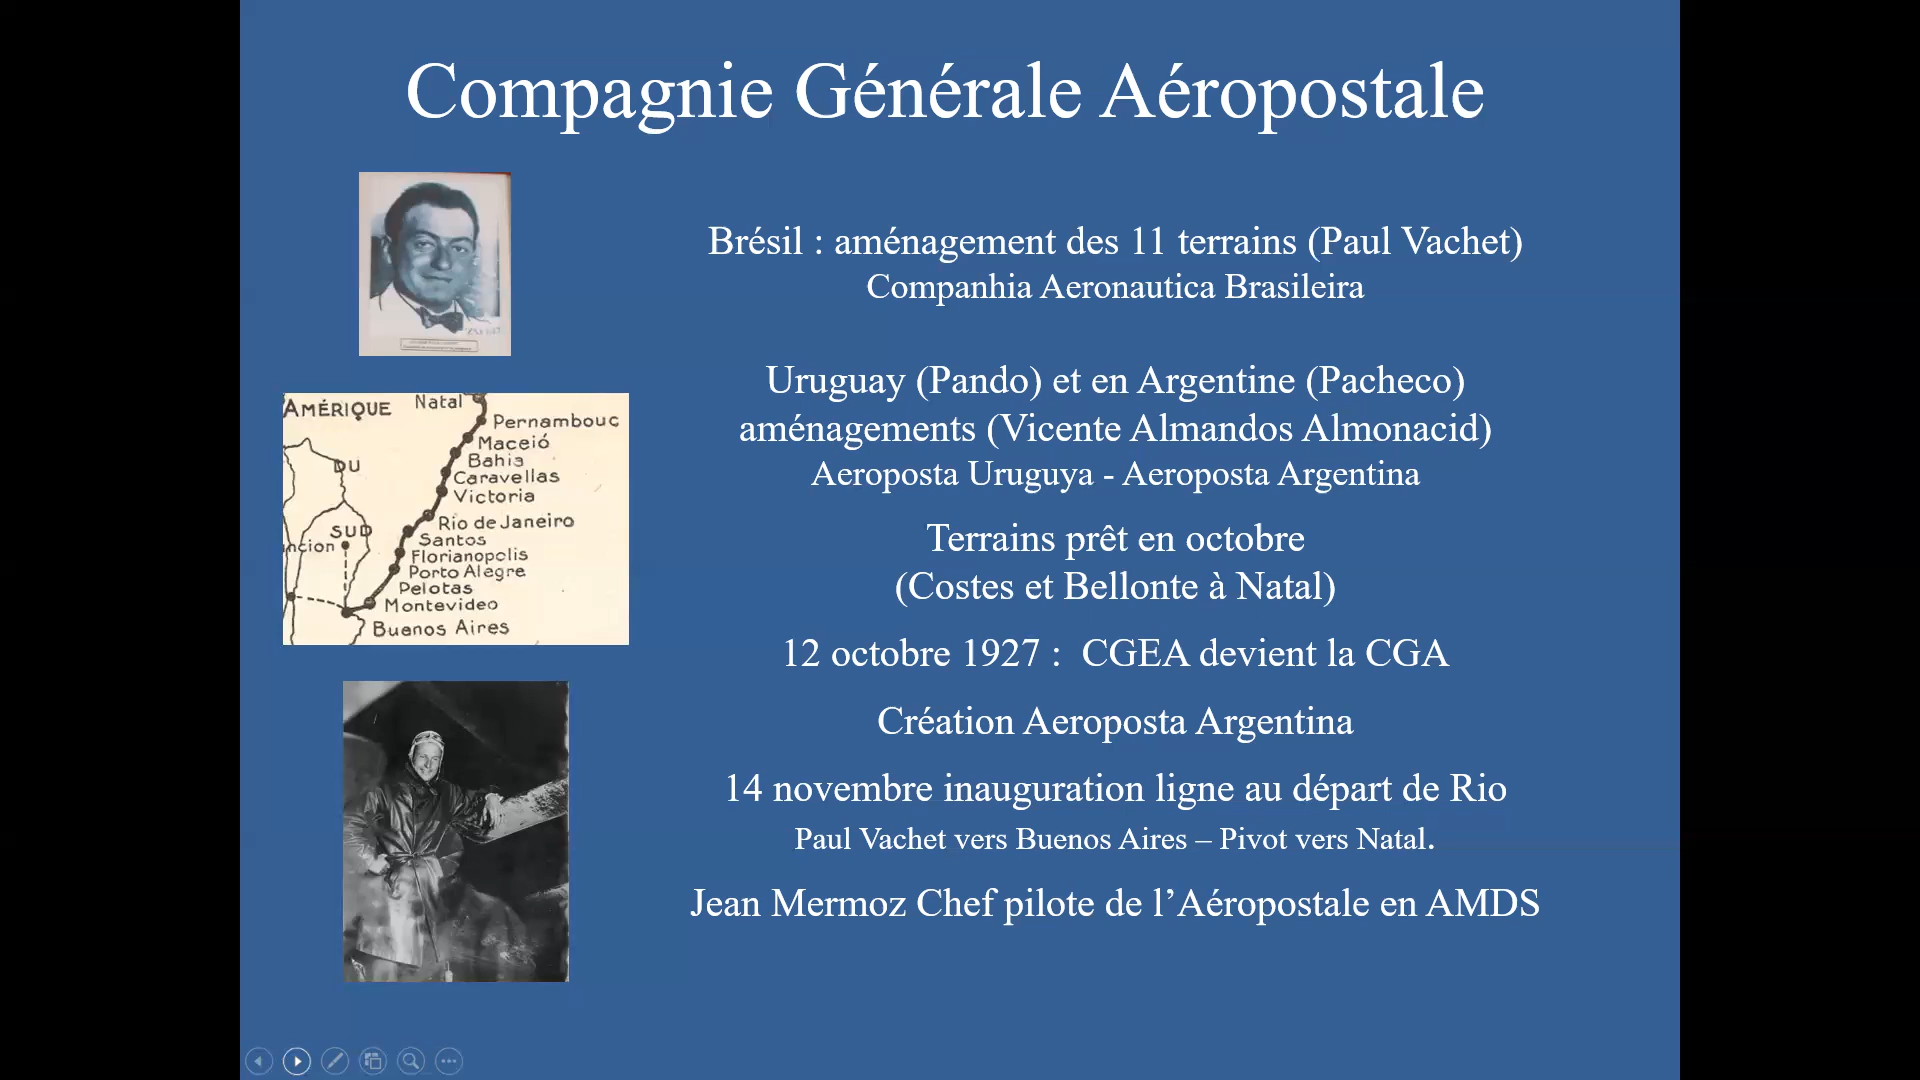 Compagnie Générale Aéropostale
Brésil : aménagement des 11 terrains (Paul Vachet)
Companhia Aeronautica Brasileira
Uruguay (Pando) et en Argentine (Pacheco)
aménagements (Vicente Almandos Almonacid)
Aeroposta Uruguya - Aeroposta Argentina
Terrains prêt en octobre
(Costes et Bellonte à Natal)
12 octobre 1927 : CGEA devient la CGA
Création Aeroposta Argentina
14 novembre inauguration ligne au départ de Rio
Paul Vachet vers Buenos Aires – Pivot vers Natal.
Jean Mermoz Chef pilote de l’Aéropostale en AMDS
AMÉRIQUE
Natal
Pernambouc
Maceió
Bahia
DU
Caravellas
Victoria
Rio de Janeiro
SUD
Santos
ncion
Florianopolis
Porto Alegre
Pelotas
Montevideo
Buenos Aires